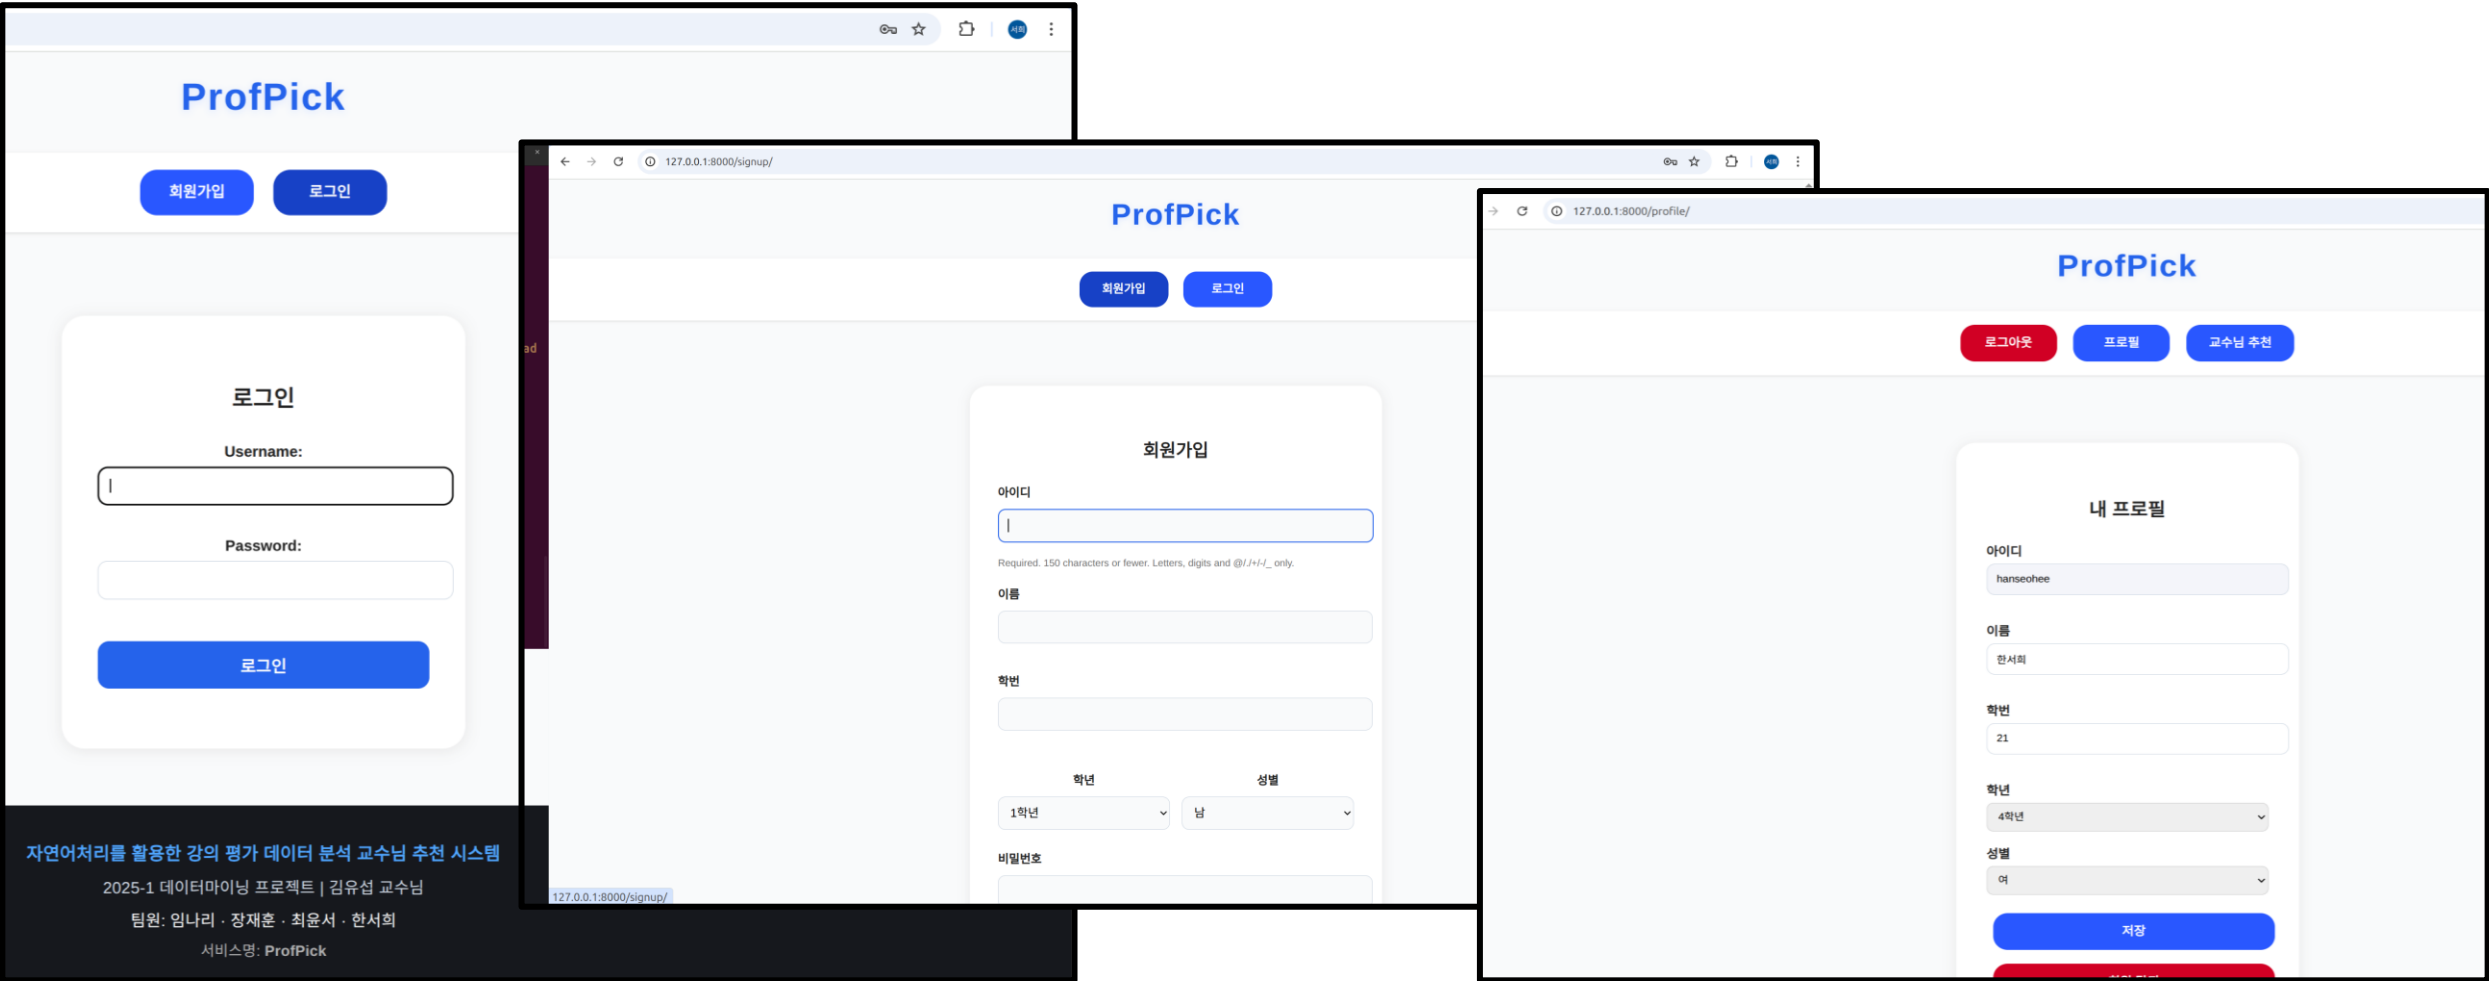 서희
ProfPick
회원가입
로그인
로그인
Username:
Password:
로그인
자연어처리를 활용한 강의 평가 데이터 분석 교수님 추천 시스템
2025-1 데이터마이닝 프로젝트 | 김유섭 교수님
팀원: 임나리 · 장재훈 · 최윤서 · 한서희
서비스명: ProfPick
ad
127.0.0.1:8000/signup/
서희
ProfPick
회원가입
로그인
회원가입
아이디
Required. 150 characters or fewer. Letters, digits and @/./+/-/_ only.
이름
학번
학년
성별
1학년
남
비밀번호
127.0.0.1:8000/signup/
127.0.0.1:8000/profile/
ProfPick
로그아웃
프로필
교수님 추천
내 프로필
아이디
hanseohee
이름
한서희
학번
21
학년
4학년
성별
여
저장